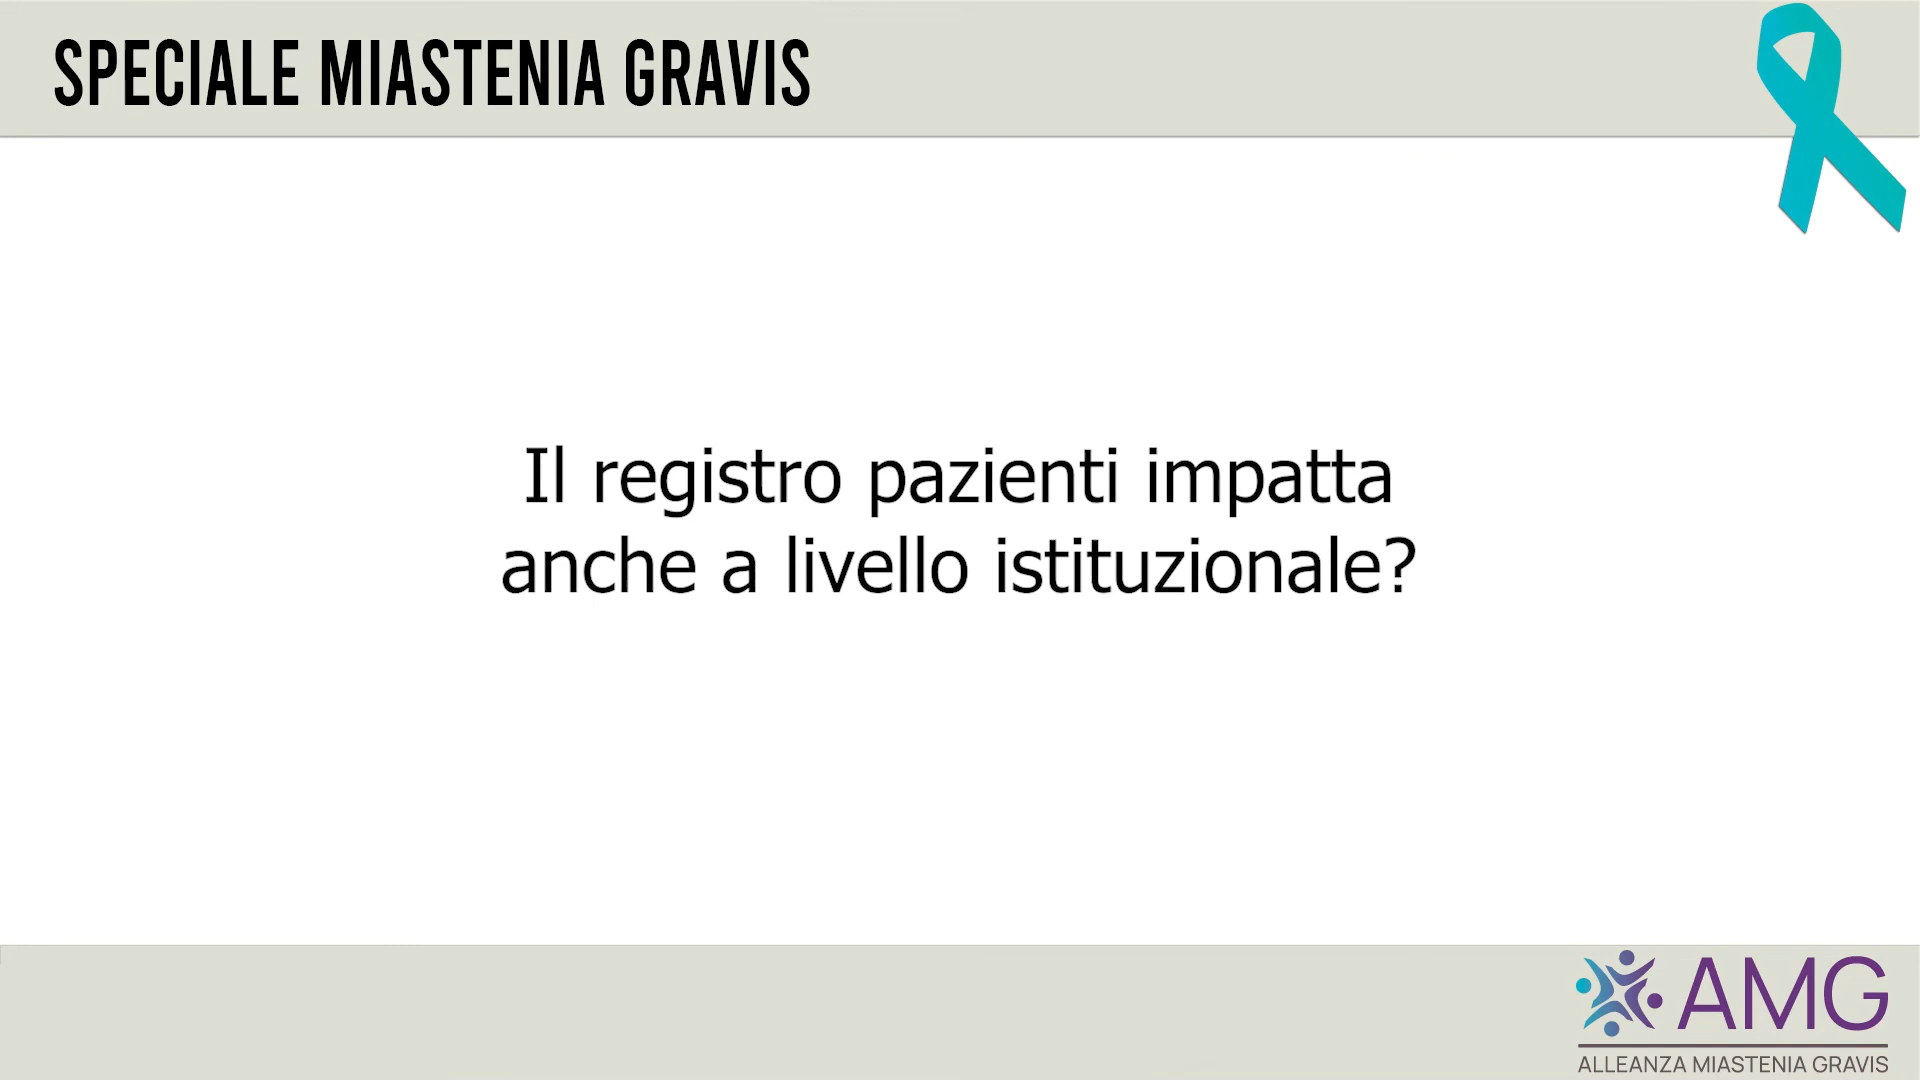 SPECIALE MIASTENIA GRAVIS
Il registro pazienti impatta
anche a livello istituzionale?
AMG
ALLEANZA MIASTENIA GRAVIS